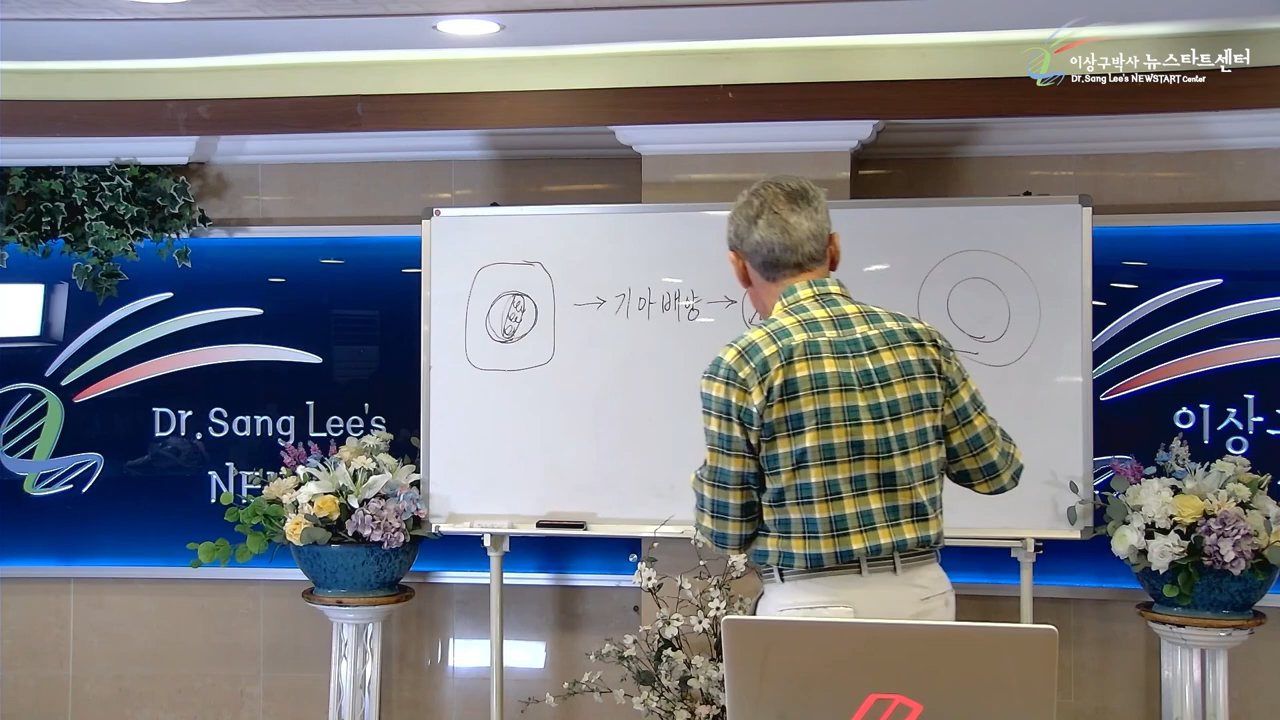 이상구박사 뉴스타트센터
Dr.Sang Lee's NEWSTART Center
→ 기아배양 →
Dr.Sang Lee's
이상